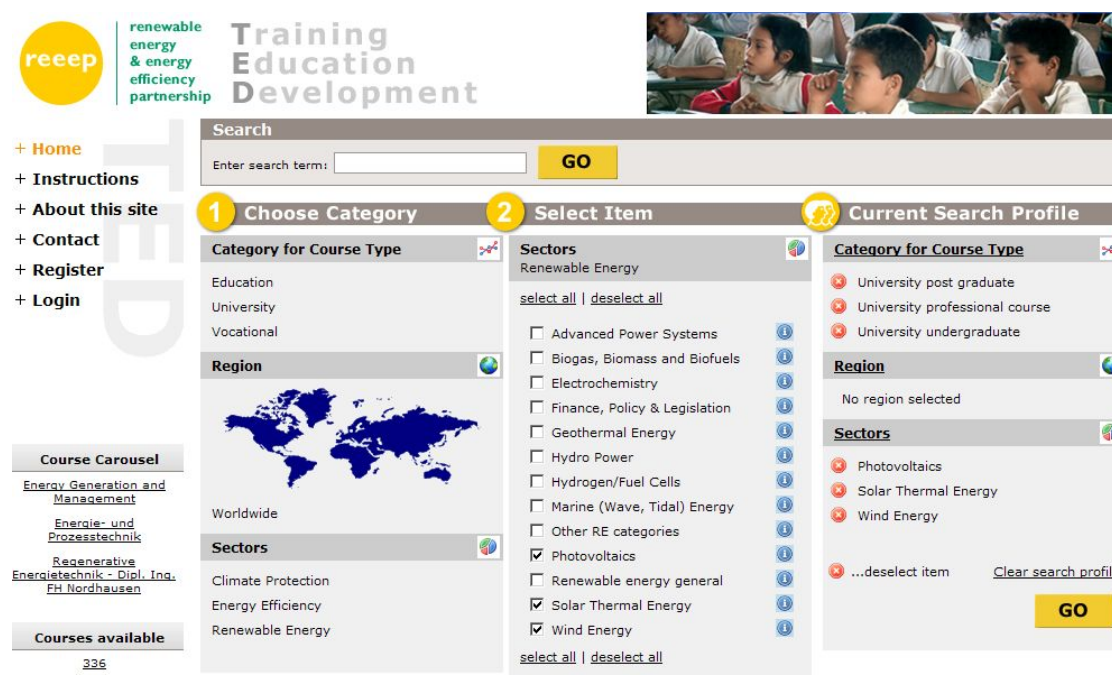 reeep
renewable
energy
& energy
efficiency
partnership
Training
Education
Development
TED
+ Home
+ Instructions
+ About this site
+ Contact
+ Register
+ Login
Course Carousel
Energy Generation and
Management
Energie- und
Prozesstechnik
Regenerative
Energietechnik - Dipl. Ing.
FH Nordhausen
Courses available
336
Search
Enter search term:
GO
1 Choose Category
Category for Course Type
Education
University
Vocational
Region
Worldwide
Sectors
Climate Protection
Energy Efficiency
Renewable Energy
2 Select Item
Sectors
Renewable Energy
select all | deselect all
Advanced Power Systems
Biogas, Biomass and Biofuels
Electrochemistry
Finance, Policy & Legislation
Geothermal Energy
Hydro Power
Hydrogen/Fuel Cells
Marine (Wave, Tidal) Energy
Other RE categories
Photovoltaics
Renewable energy general
Solar Thermal Energy
Wind Energy
select all | deselect all
Current Search Profile
Category for Course Type
University post graduate
University professional course
University undergraduate
Region
No region selected
Sectors
Photovoltaics
Solar Thermal Energy
Wind Energy
...deselect item Clear search profil
GO